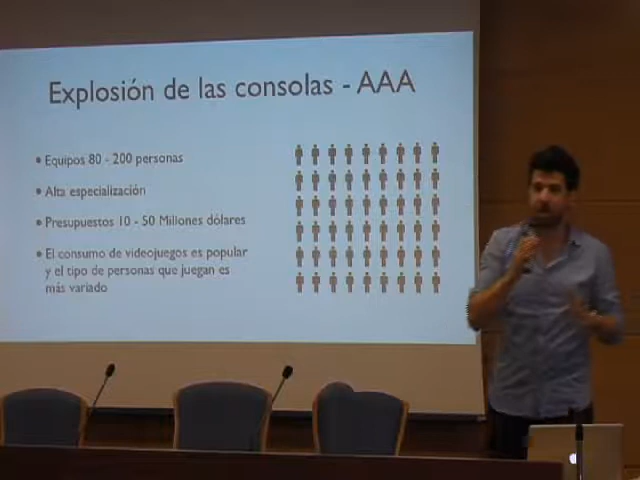 Explosión de las consolas - AAA
• Equipos 80 - 200 personas
• Alta especialización
• Presupuestos 10 - 50 Millones dólares
• El consumo de videojuegos es popular
y el tipo de personas que juegan es
más variado